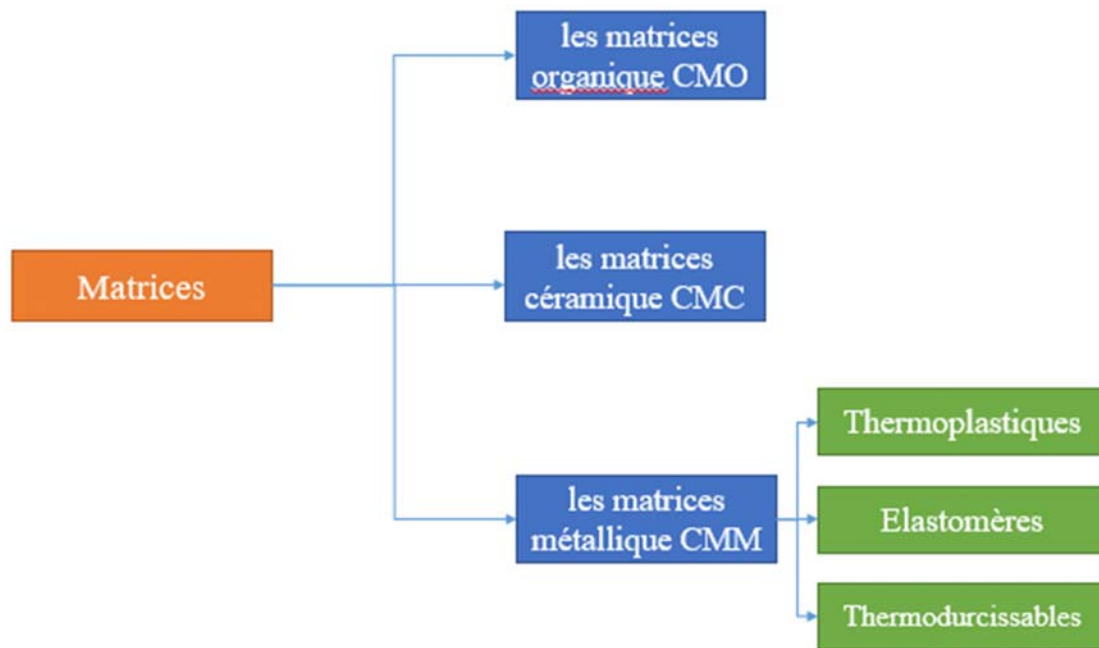 les matrices
organique CMO
Matrices
les matrices
céramique CMC
les matrices
métallique CMM
Thermoplastiques
Elastomères
Thermodurcissables